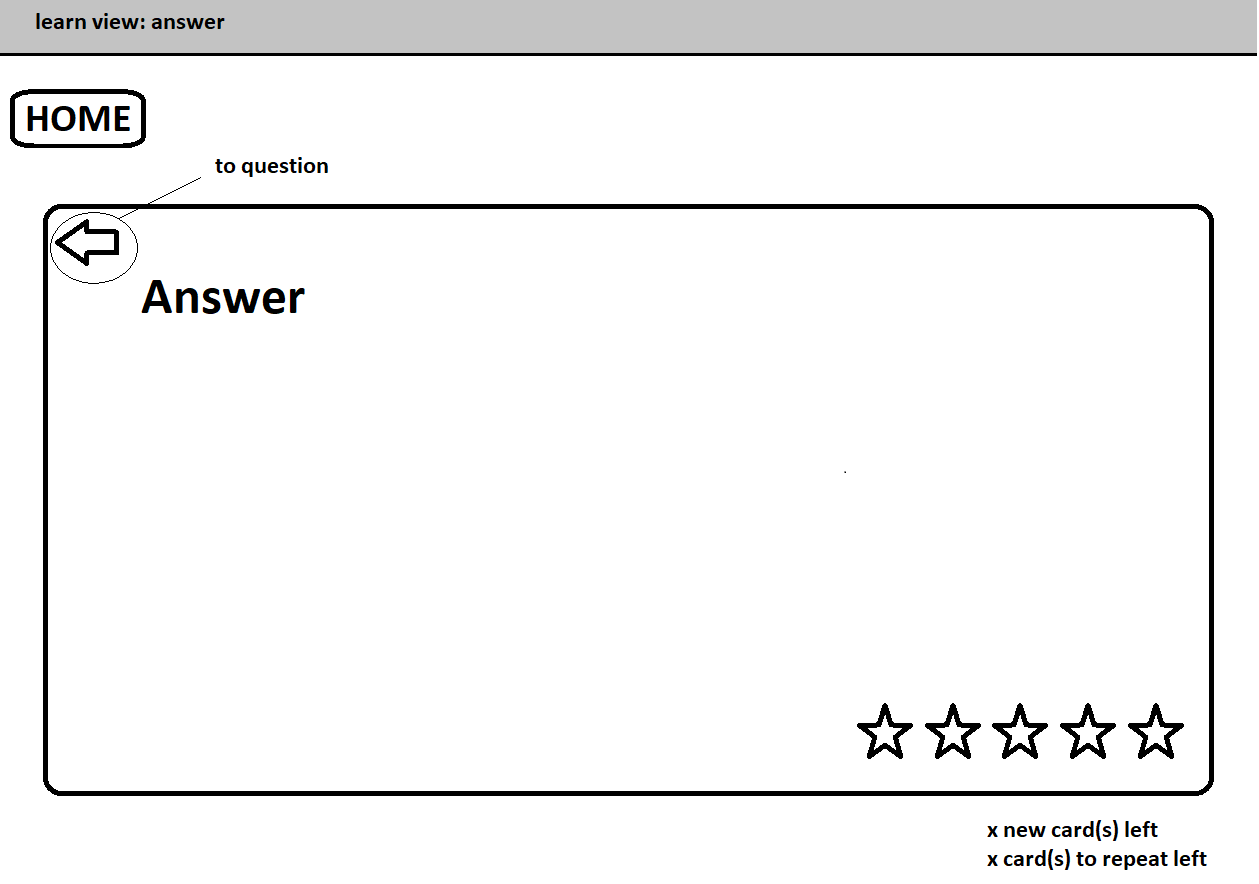 learn view: answer
HOME
to question
Answer
x new card(s) left
x card(s) to repeat left